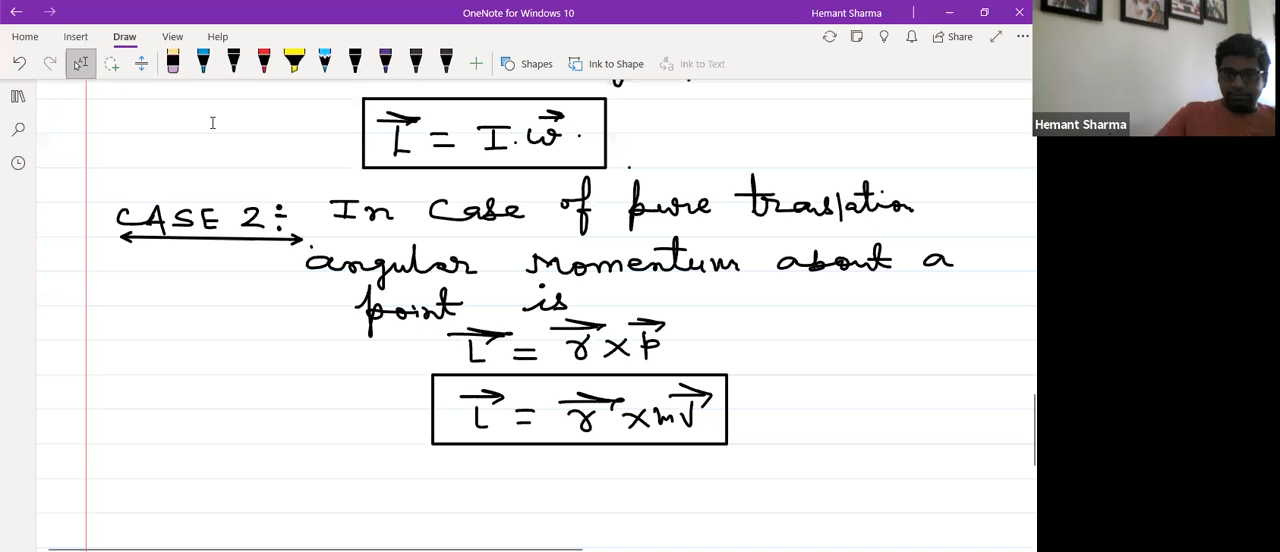 OneNote for Windows 10
Hemant Sharma
Home Insert Draw View Help
Share
Shapes Ink to Shape Ink to Text
Hemant Sharma
L = I.ω.
CASE 2: In case of pure translation
angular momentum about a
point is
L = r × p
L = r × mv